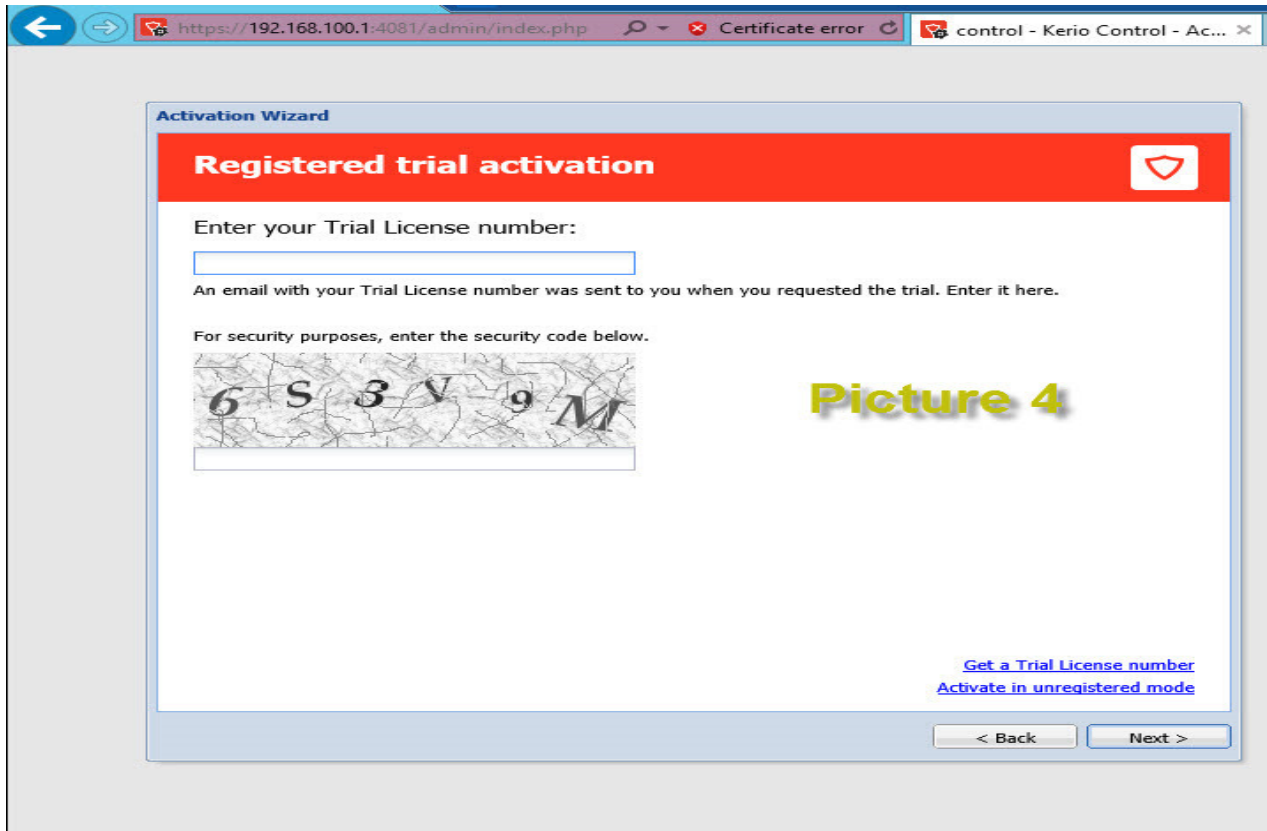 https://192.168.100.1:4081/admin/index.php Certificate error control - Kerio Control - Ac...
Activation Wizard
Registered trial activation
Enter your Trial License number:
An email with your Trial License number was sent to you when you requested the trial. Enter it here.
For security purposes, enter the security code below.
6 S 3 V 9 M
Picture 4
Get a Trial License number
Activate in unregistered mode
< Back Next >